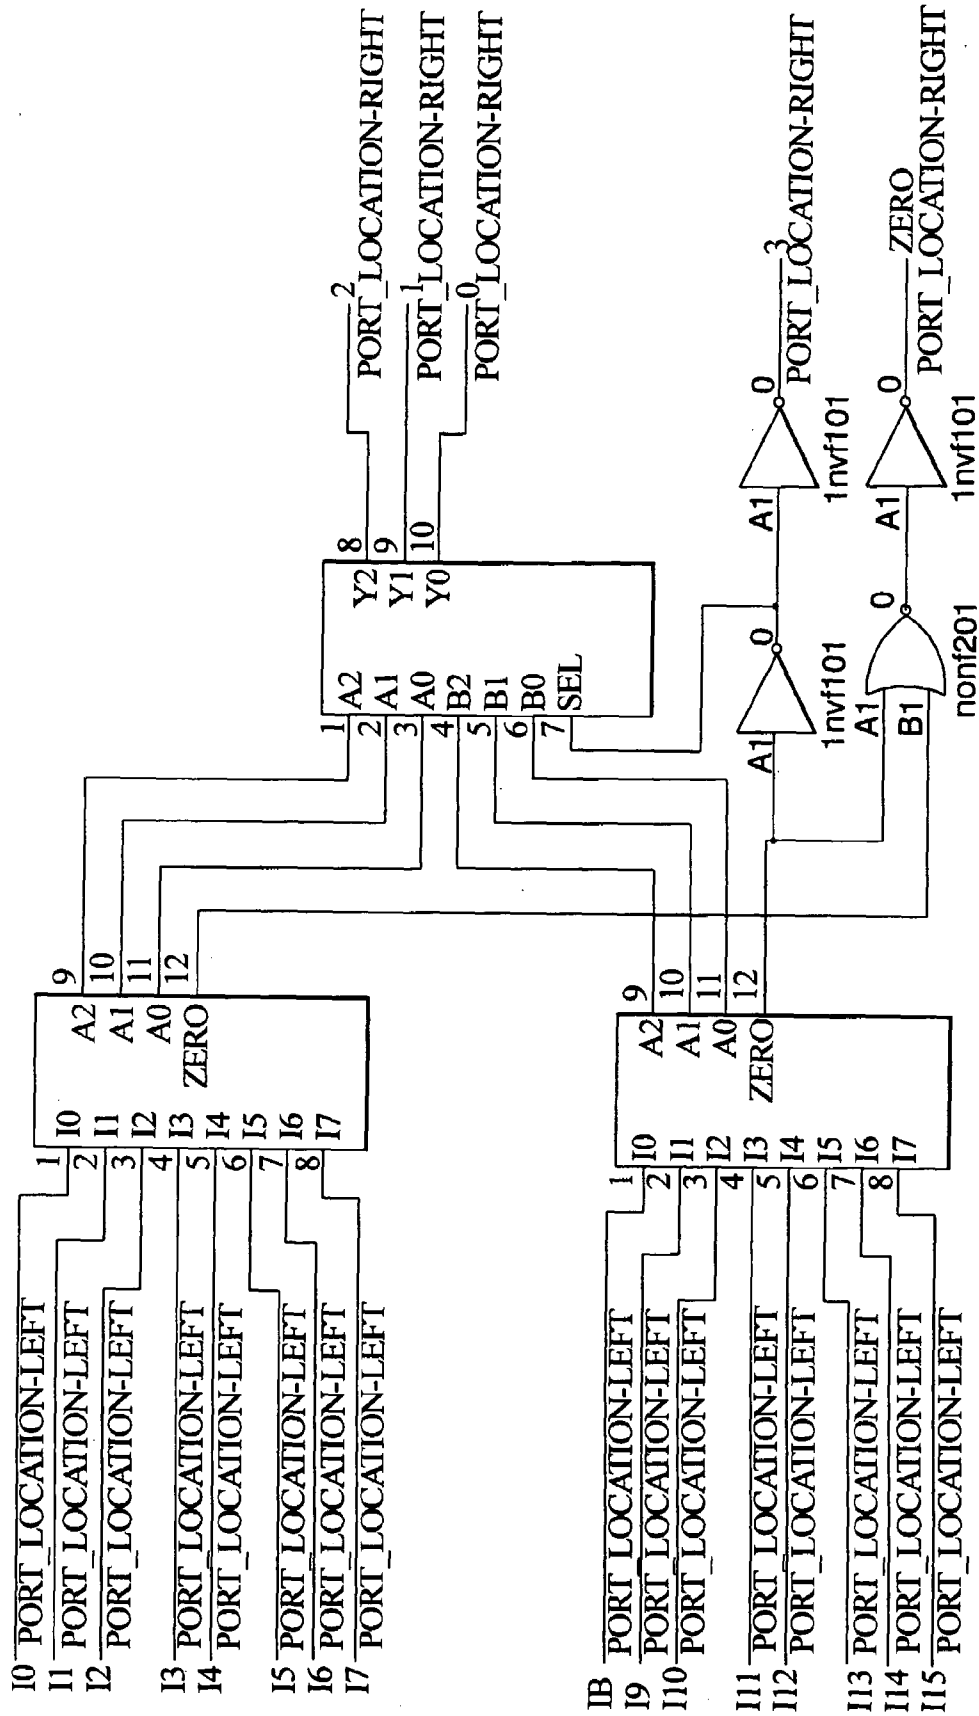 I0 PORT_LOCATION-LEFT
I1 PORT_LOCATION-LEFT
I2 PORT_LOCATION-LEFT
I3 PORT_LOCATION-LEFT
I4 PORT_LOCATION-LEFT
I5 PORT_LOCATION-LEFT
I6 PORT_LOCATION-LEFT
I7 PORT_LOCATION-LEFT
1 I0
2 I1
3 I2
4 I3
5 I4
6 I5
7 I6
8 I7
A2 9
A1 10
A0 11
ZERO 12
IB PORT_LOCATION-LEFT
I9 PORT_LOCATION-LEFT
I10 PORT_LOCATION-LEFT
I11 PORT_LOCATION-LEFT
I12 PORT_LOCATION-LEFT
I13 PORT_LOCATION-LEFT
I14 PORT_LOCATION-LEFT
I15 PORT_LOCATION-LEFT
1 I0
2 I1
3 I2
4 I3
5 I4
6 I5
7 I6
8 I7
A2 9
A1 10
A0 11
ZERO 12
1 A2
2 A1
3 A0
4 B2
5 B1
6 B0
7 SEL
Y2 8
Y1 9
Y0 10
2
PORT_LOCATION-RIGHT
1
PORT_LOCATION-RIGHT
0
PORT_LOCATION-RIGHT
A1 0
1nvf101
A1 0
1nvf101
3
PORT_LOCATION-RIGHT
A1
B1
0
nonf201
A1 0
1nvf101
ZERO
PORT_LOCATION-RIGHT